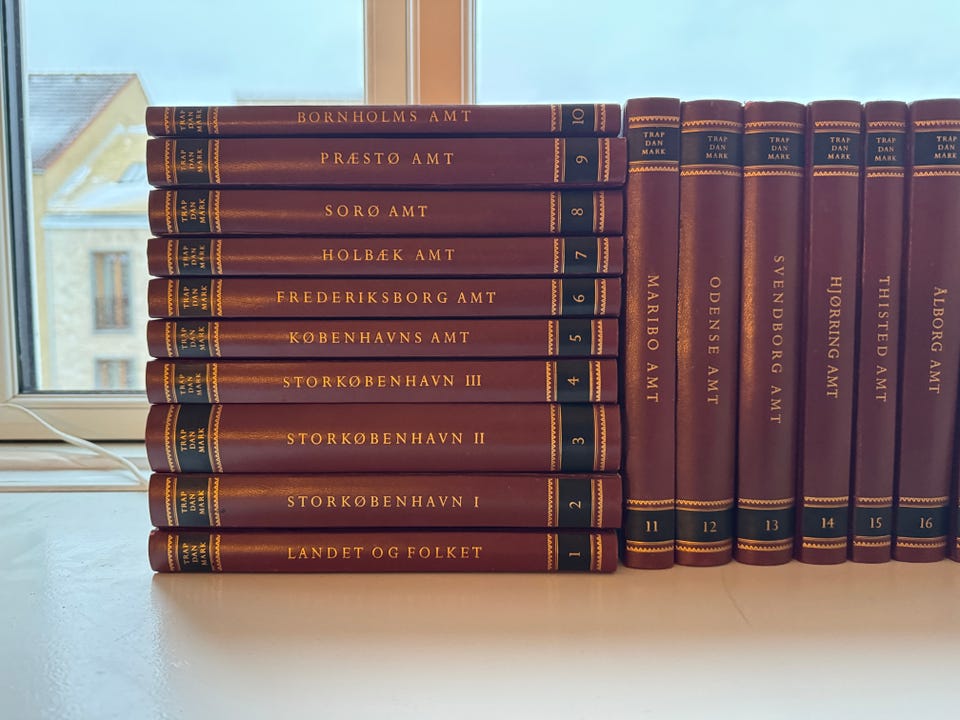 TRAP
DAN
MARK
BORNHOLMS AMT
10
TRAP
DAN
MARK
PRÆSTØ AMT
9
TRAP
DAN
MARK
SORØ AMT
8
TRAP
DAN
MARK
HOLBÆK AMT
7
TRAP
DAN
MARK
FREDERIKSBORG AMT
6
TRAP
DAN
MARK
KØBENHAVNS AMT
5
TRAP
DAN
MARK
STORKØBENHAVN III
4
TRAP
DAN
MARK
STORKØBENHAVN II
3
TRAP
DAN
MARK
STORKØBENHAVN I
2
TRAP
DAN
MARK
LANDET OG FOLKET
1
TRAP
DAN
MARK
MARIBO AMT
11
TRAP
DAN
MARK
ODENSE AMT
12
TRAP
DAN
MARK
SVENDBORG AMT
13
TRAP
DAN
MARK
HJØRRING AMT
14
TRAP
DAN
MARK
THISTED AMT
15
TRAP
DAN
MARK
ÅLBORG AMT
16